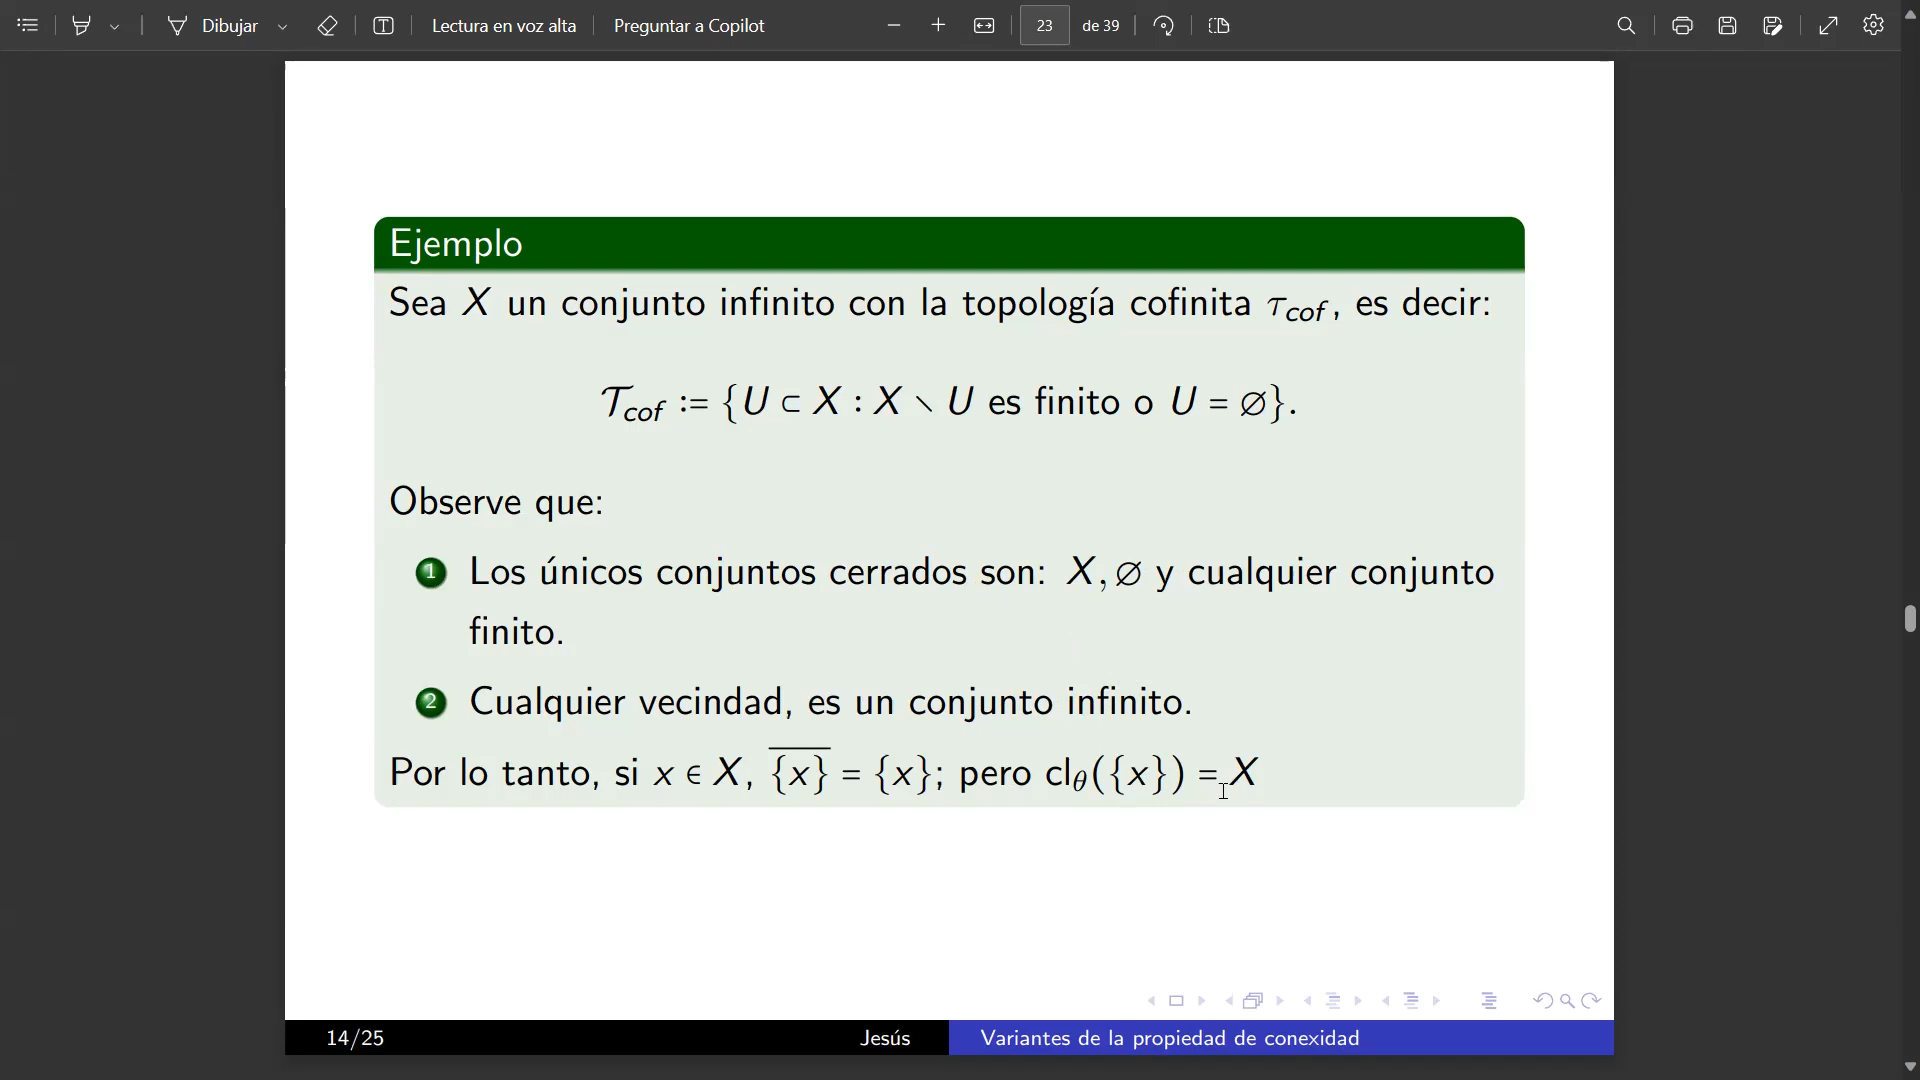 Dibujar
Lectura en voz alta
Preguntar a Copilot
23 de 39
Ejemplo
Sea X un conjunto infinito con la topología cofinita τ_cof, es decir:
𝒯_cof := {U ⊂ X : X ∖ U es finito o U = ∅}.
Observe que:
1 Los únicos conjuntos cerrados son: X, ∅ y cualquier conjunto
finito.
2 Cualquier vecindad, es un conjunto infinito.
Por lo tanto, si x ∈ X, \overline{{x}} = {x}; pero cl_θ({x}) = X
14/25 Jesús Variantes de la propiedad de conexidad